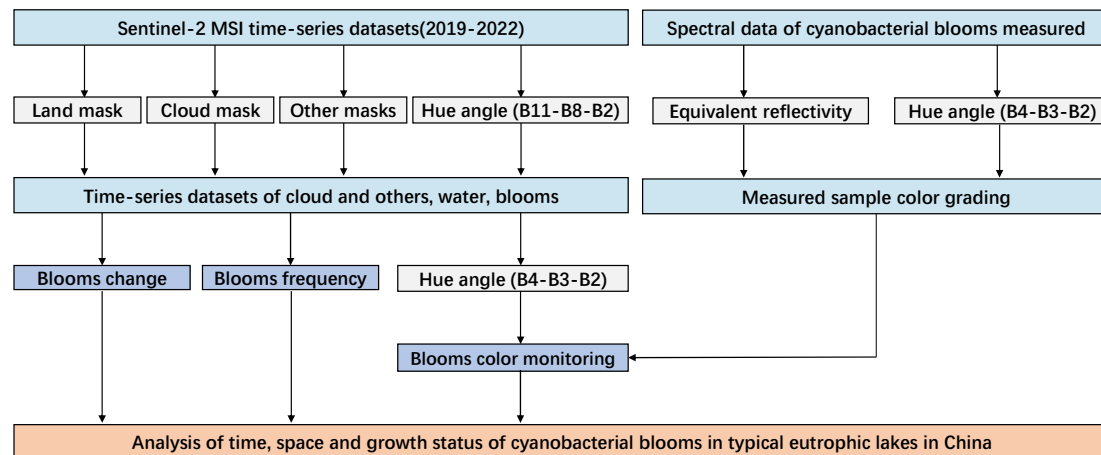 Sentinel-2 MSI time-series datasets(2019-2022)
Spectral data of cyanobacterial blooms measured
Land mask
Cloud mask
Other masks
Hue angle (B11-B8-B2)
Equivalent reflectivity
Hue angle (B4-B3-B2)
Time-series datasets of cloud and others, water, blooms
Measured sample color grading
Blooms change
Blooms frequency
Hue angle (B4-B3-B2)
Blooms color monitoring
Analysis of time, space and growth status of cyanobacterial blooms in typical eutrophic lakes in China